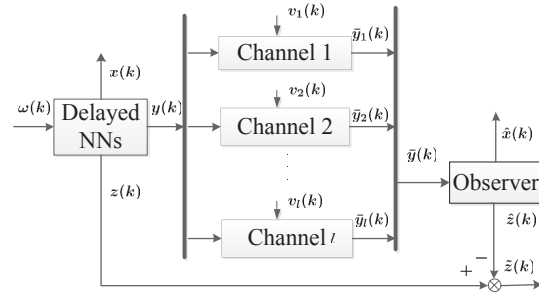 v₁(k)
Channel 1
ȳ₁(k)
x(k)
ω(k)
Delayed
NNs
y(k)
v₂(k)
Channel 2
ȳ₂(k)
x̂(k)
ȳ(k)
Observer
z(k)
vₗ(k)
Channel l
ȳₗ(k)
ẑ(k)
+
−
z̃(k)